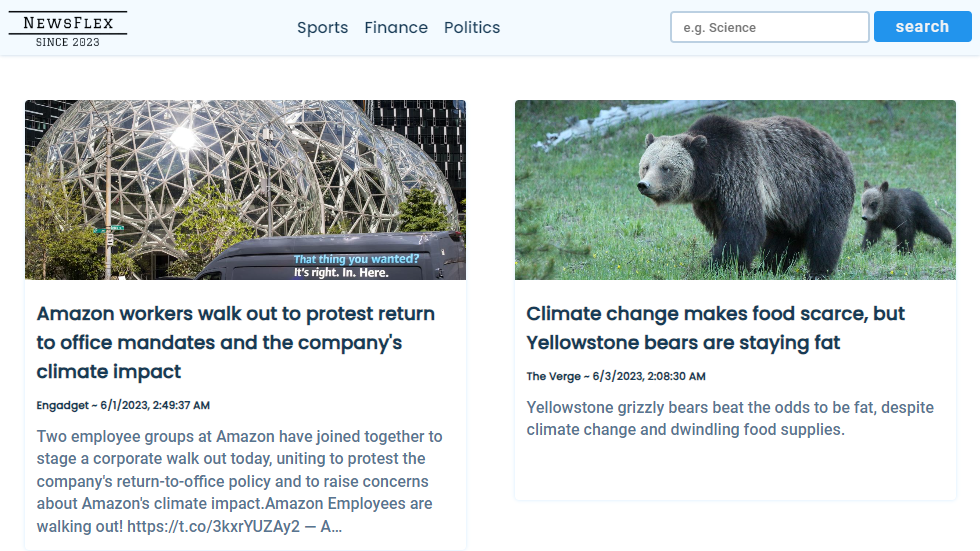 NEWSFLEX
SINCE 2023
Sports Finance Politics
e.g. Science
search
That thing you wanted?
It's right. In. Here.
Amazon workers walk out to protest return
to office mandates and the company's
climate impact
Engadget ~ 6/1/2023, 2:49:37 AM
Two employee groups at Amazon have joined together to
stage a corporate walk out today, uniting to protest the
company's return-to-office policy and to raise concerns
about Amazon's climate impact.Amazon Employees are
walking out! https://t.co/3kxrYUZAy2 — A…
Climate change makes food scarce, but
Yellowstone bears are staying fat
The Verge ~ 6/3/2023, 2:08:30 AM
Yellowstone grizzly bears beat the odds to be fat, despite
climate change and dwindling food supplies.